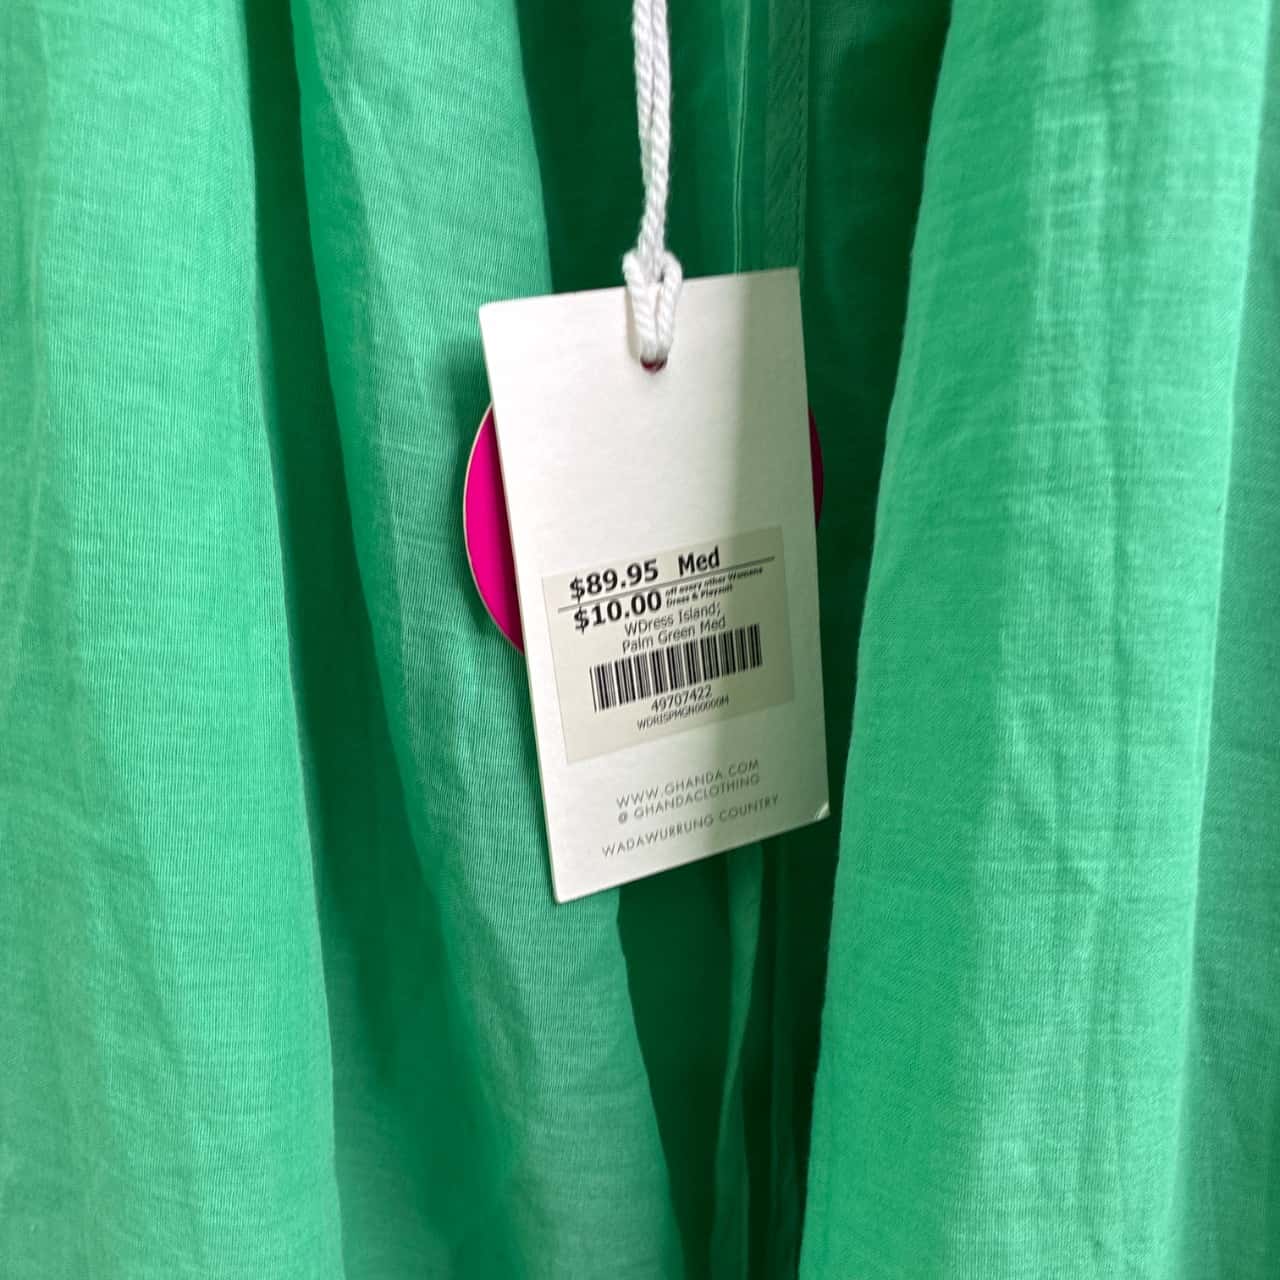 $89.95 Med
$10.00 off every other Womens
Dress & Playsuit
WDress Island;
Palm Green Med
49707422
WDRISPMGN00000M
WWW.GHANDA.COM
@ GHANDACLOTHING
WADAWURRUNG COUNTRY